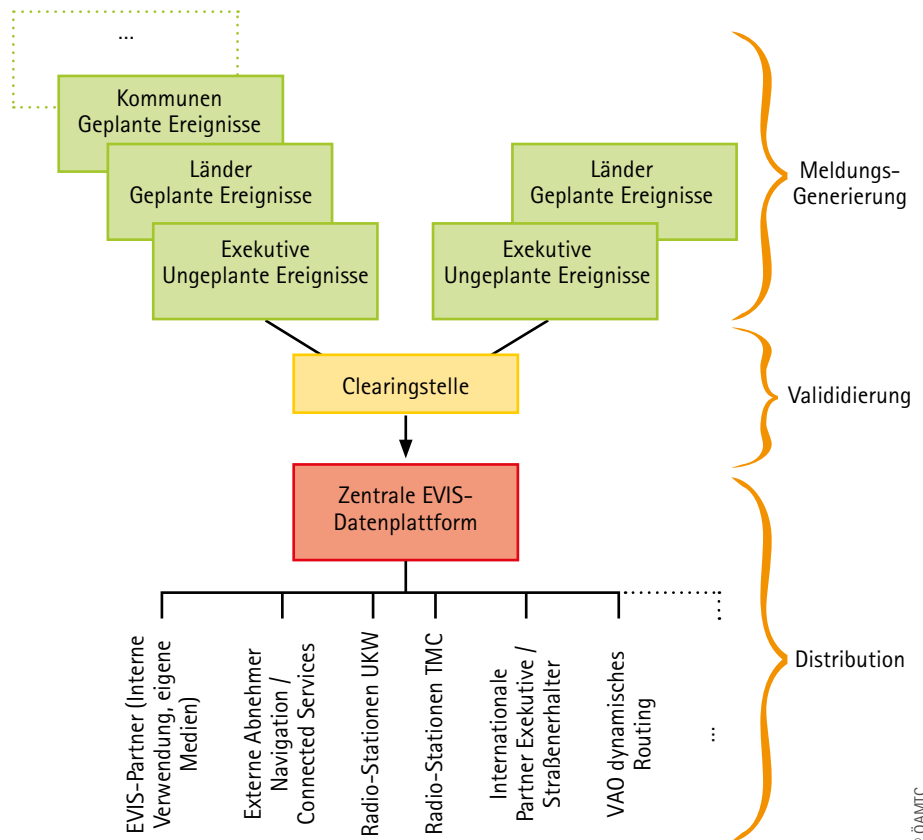 ...
Kommunen
Geplante Ereignisse
Länder
Geplante Ereignisse
Exekutive
Ungeplante Ereignisse
Länder
Geplante Ereignisse
Exekutive
Ungeplante Ereignisse
Meldungs-
Generierung
Clearingstelle
Valididierung
Zentrale EVIS-
Datenplattform
EVIS-Partner (Interne
Verwendung, eigene
Medien)
Externe Abnehmer
Navigation /
Connected Services
Radio-Stationen UKW
Radio-Stationen TMC
Internationale
Partner Exekutive /
Straßenerhalter
VAO dynamisches
Routing
...
Distribution
ÖAMTC